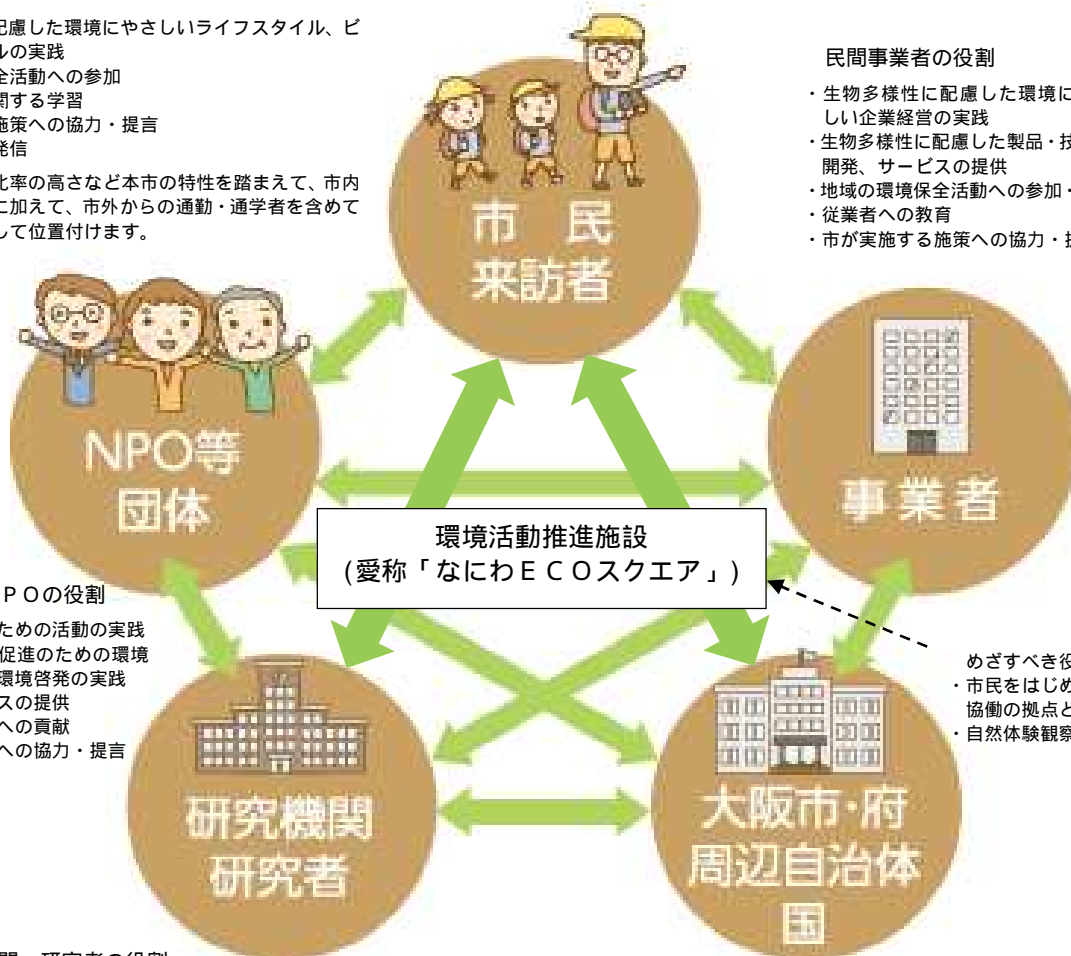 配慮した環境にやさしいライフスタイル、ビ
ルの実践
全活動への参加
関する学習
施策への協力・提言
発信
比率の高さなど本市の特性を踏まえて、市内
に加えて、市外からの通勤・通学者を含めて
して位置付けます。
市 民
来訪者
民間事業者の役割
・生物多様性に配慮した環境に
しい企業経営の実践
・生物多様性に配慮した製品・技
開発、サービスの提供
・地域の環境保全活動への参加・
・従業者への教育
・市が実施する施策への協力・
NPO等
団体
事業者
環境活動推進施設
(愛称「なにわＥＣＯスクエア」)
ＰＯの役割
ための活動の実践
促進のための環境
環境啓発の実践
スの提供
への貢献
への協力・提言
めざすべき役
・市民をはじめ
協働の拠点と
・自然体験観察
研究機関
研究者
大阪市・府
周辺自治体
国
研究者の役割